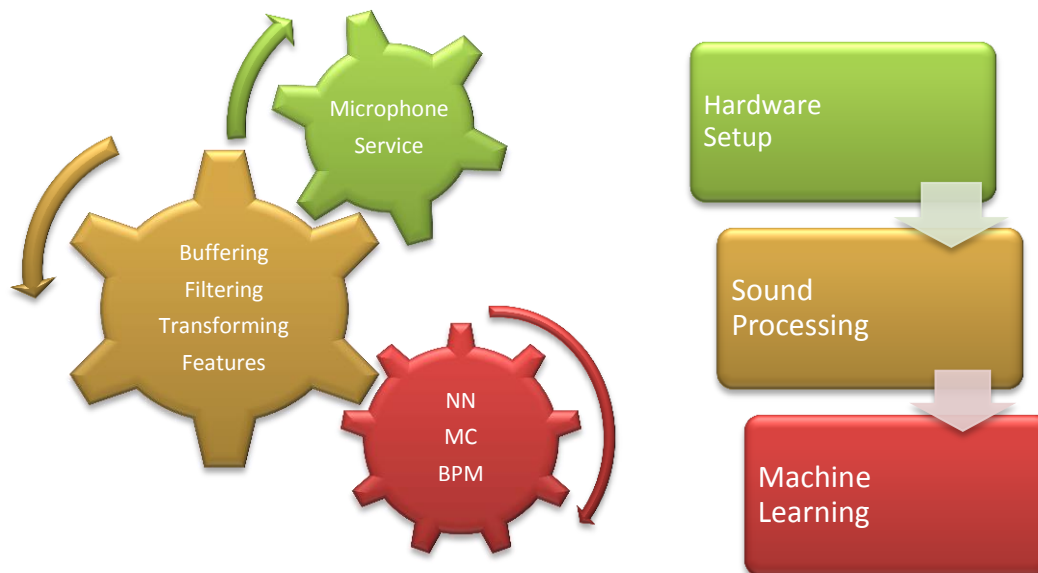 Microphone
Service
Buffering
Filtering
Transforming
Features
NN
MC
BPM
Hardware
Setup
Sound
Processing
Machine
Learning